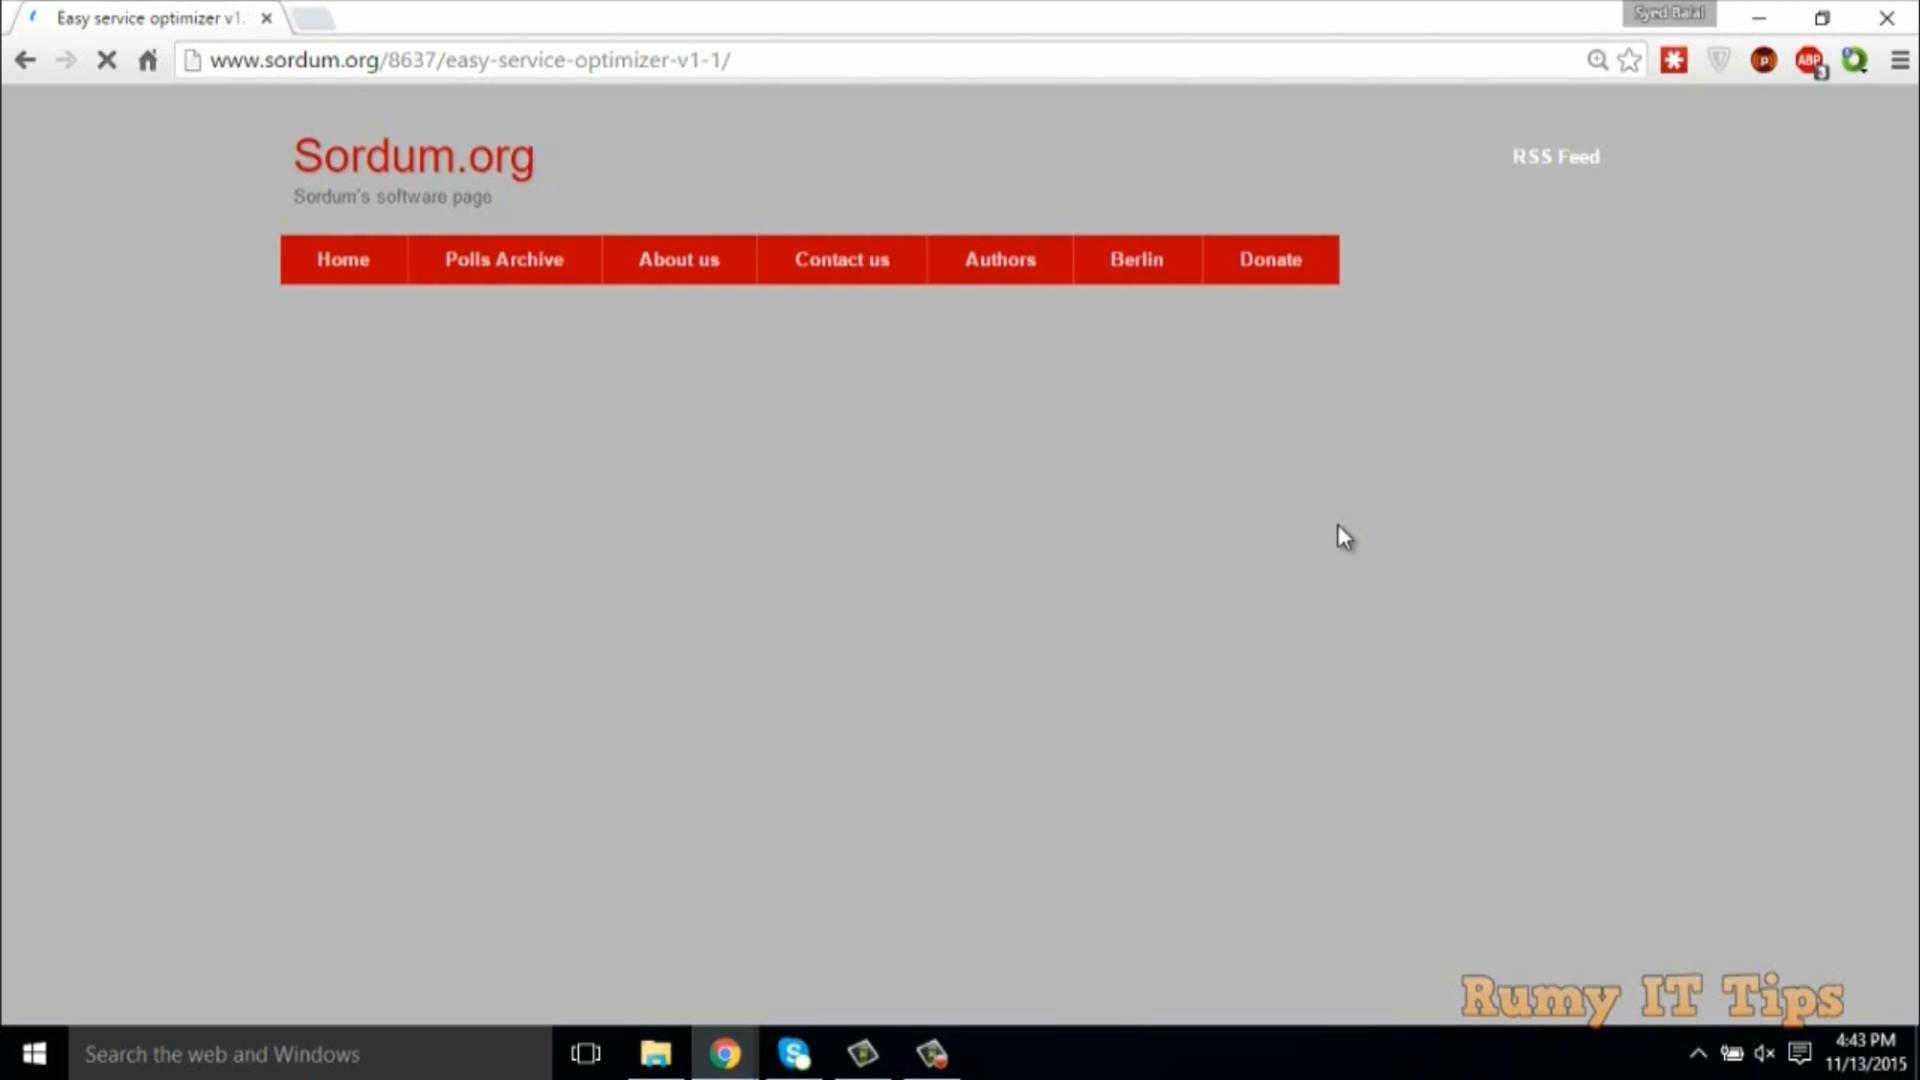 Easy service optimizer v1.
Syed Balal
www.sordum.org/8637/easy-service-optimizer-v1-1/
ABP
3
Sordum.org
RSS Feed
Sordum's software page
Home Polls Archive About us Contact us Authors Berlin Donate
Rumy IT Tips
Search the web and Windows
4:43 PM
11/13/2015